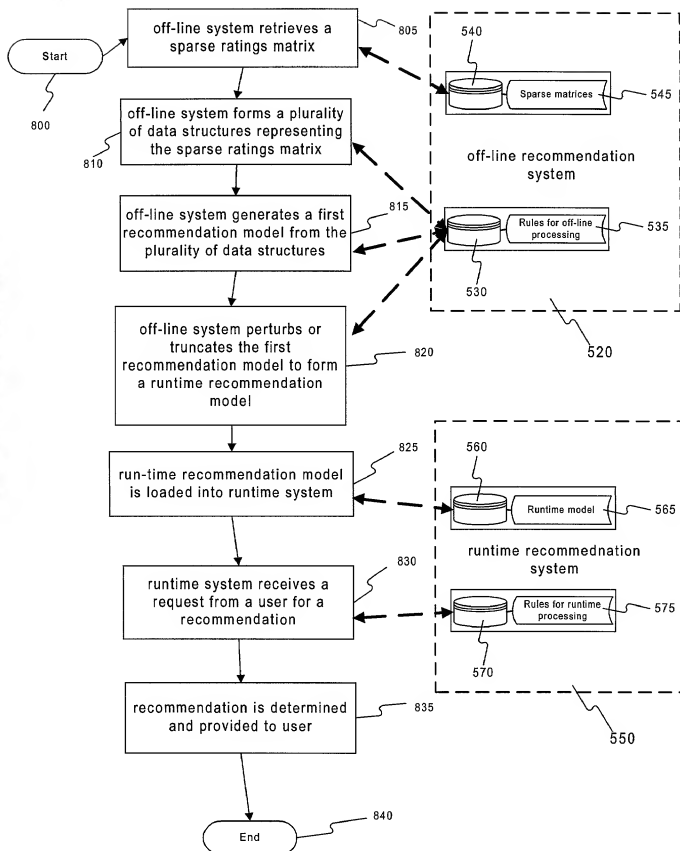 off-line system retrieves a
sparse ratings matrix
805
Start
800
540
Sparse matrices
545
off-line system forms a plurality
of data structures representing
the sparse ratings matrix
810
off-line recommendation
system
off-line system generates a first
recommendation model from the
plurality of data structures
815
Rules for off-line
processing
535
530
off-line system perturbs or
truncates the first
recommendation model to form
a runtime recommendation
model
820
520
run-time recommendation model
is loaded into runtime system
825
560
Runtime model
565
runtime recommednation
system
runtime system receives a
request from a user for a
recommendation
830
Rules for runtime
processing
575
570
recommendation is determined
and provided to user
835
550
End
840